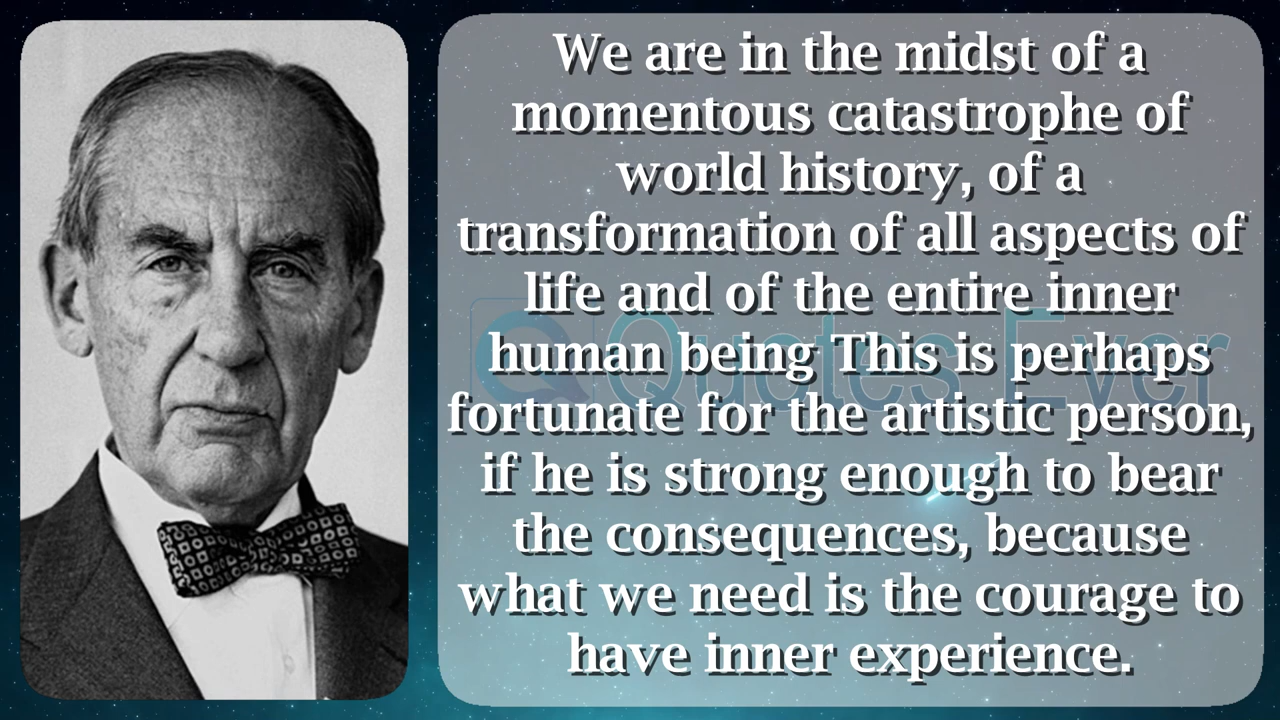 We are in the midst of a
momentous catastrophe of
world history, of a
transformation of all aspects of
life and of the entire inner
human being This is perhaps
fortunate for the artistic person,
if he is strong enough to bear
the consequences, because
what we need is the courage to
have inner experience.
Quotes Ever